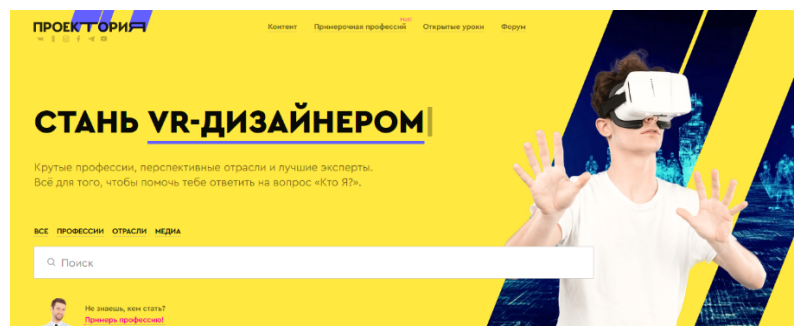 ПРОЕКТОРИЯ
Контент Примерочная профессий Открытые уроки Форум
СТАНЬ VR-ДИЗАЙНЕРОМ
Крутые профессии, перспективные отрасли и лучшие эксперты.
Всё для того, чтобы помочь тебе ответить на вопрос «Кто Я?».
ВСЕ ПРОФЕССИИ ОТРАСЛИ МЕДИА
Поиск
Не знаешь, кем стать?
Примерь профессию!